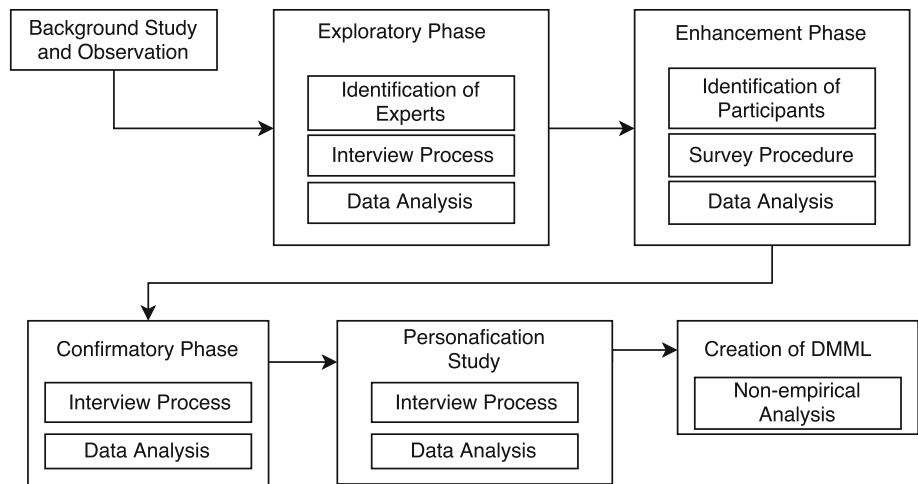 Background Study
and Observation
Exploratory Phase
Identification of
Experts
Interview Process
Data Analysis
Enhancement Phase
Identification of
Participants
Survey Procedure
Data Analysis
Confirmatory Phase
Interview Process
Data Analysis
Personafication
Study
Interview Process
Data Analysis
Creation of DMML
Non-empirical
Analysis